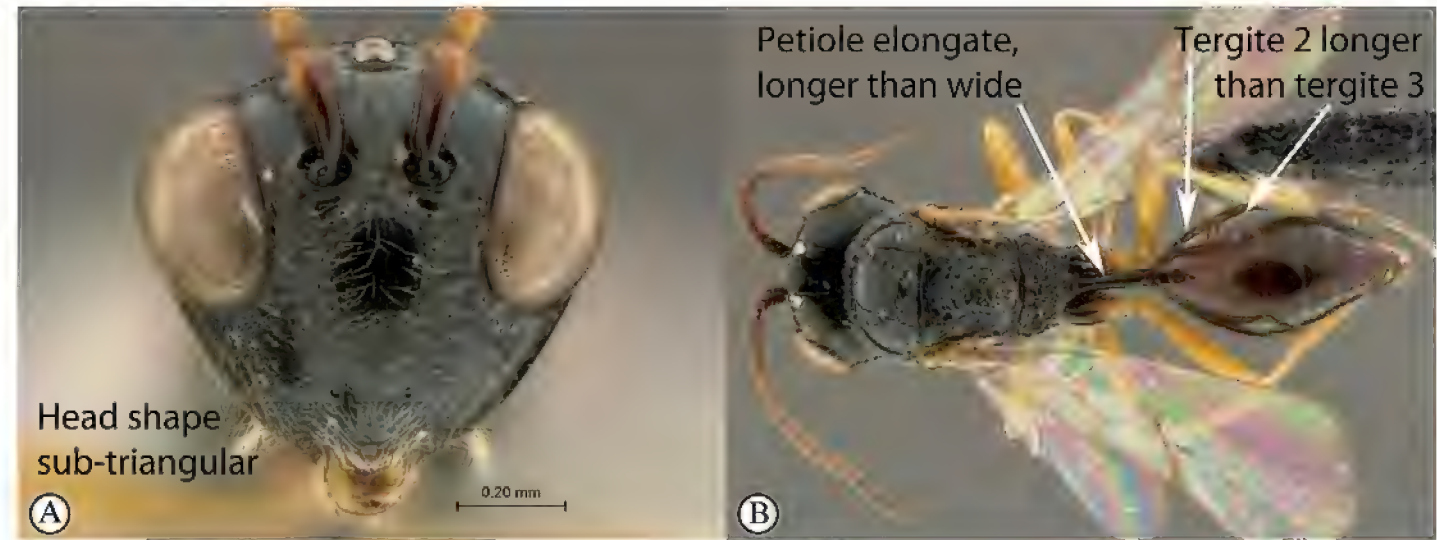 Head shape
sub-triangular
0.20 mm
A
Petiole elongate,
longer than wide
Tergite 2 longer
than tergite 3
B